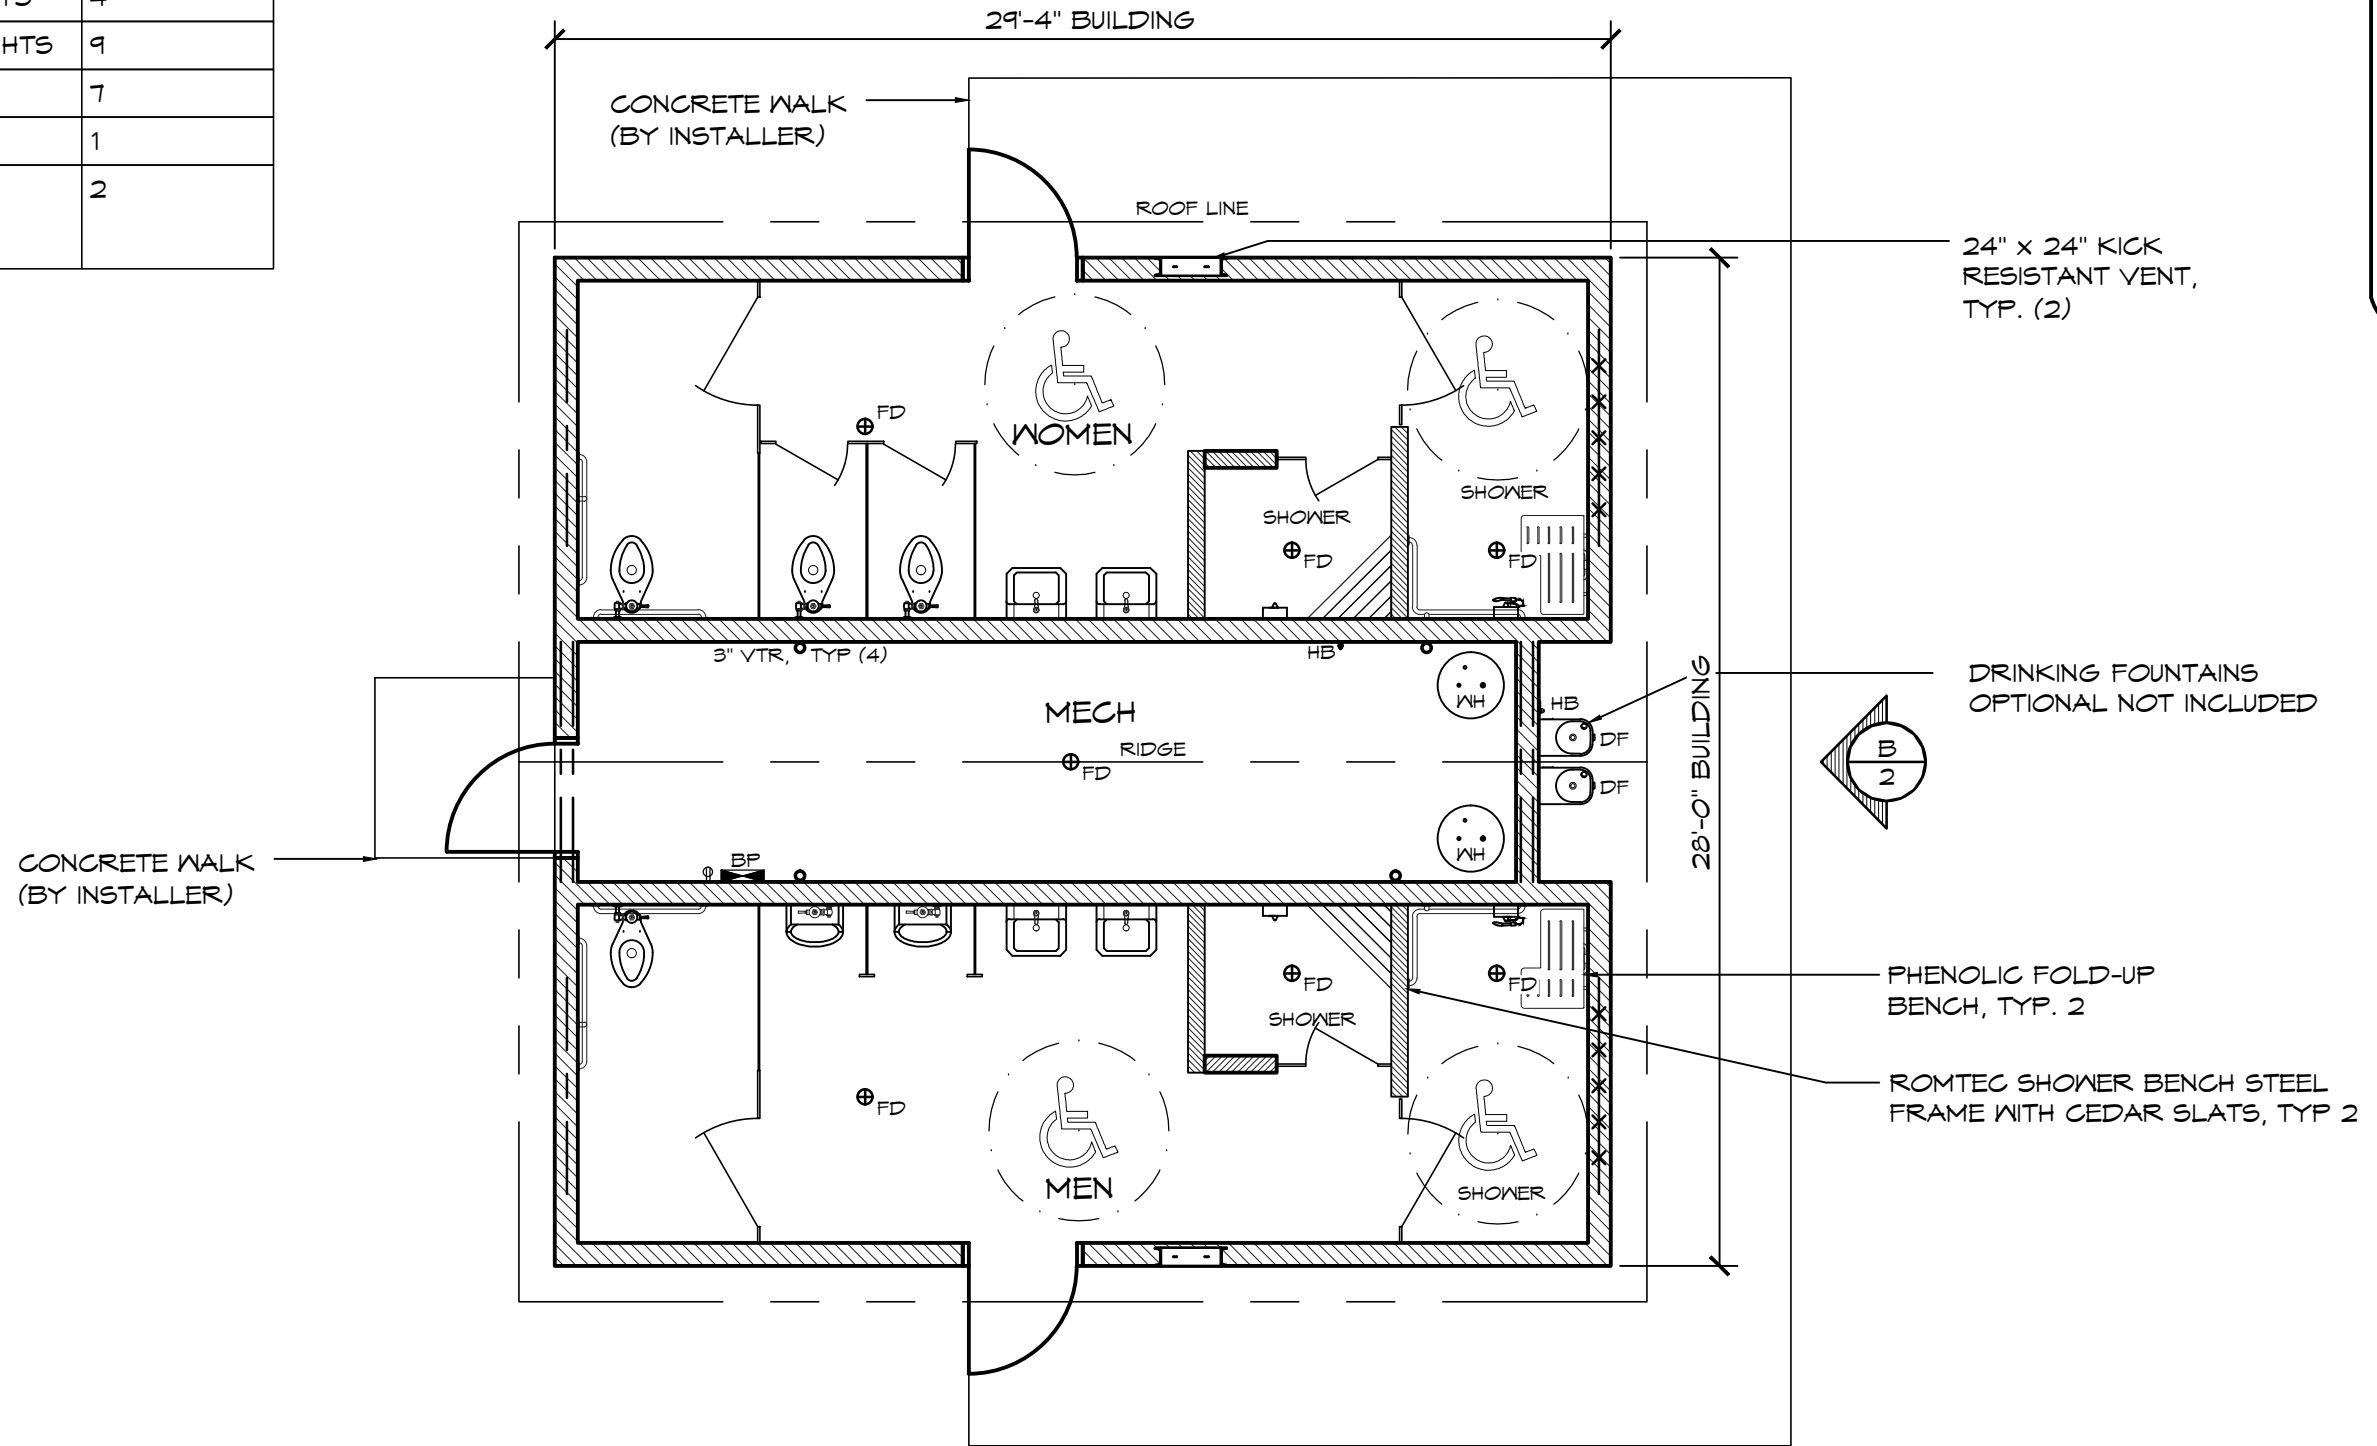 4
HTS 9
7
1
2
29'-4" BUILDING
CONCRETE WALK
(BY INSTALLER)
ROOF LINE
24" x 24" KICK
RESISTANT VENT,
TYP. (2)
FD
WOMEN
SHOWER
SHOWER
FD
FD
3" VTR, TYP (4)
HB
WH
MECH
HB
DF
DRINKING FOUNTAINS
OPTIONAL NOT INCLUDED
RIDGE
FD
DF
B
2
28'-0" BUILDING
WH
BP
CONCRETE WALK
(BY INSTALLER)
FD
FD
SHOWER
PHENOLIC FOLD-UP
BENCH, TYP. 2
ROMTEC SHOWER BENCH STEEL
FRAME WITH CEDAR SLATS, TYP 2
FD
MEN
SHOWER